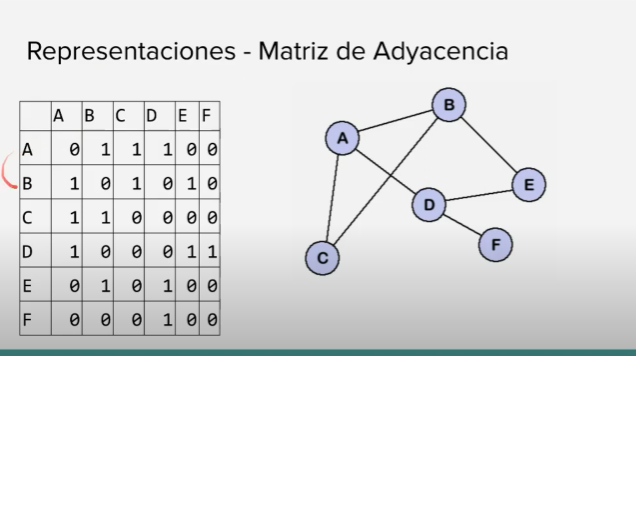 Representaciones - Matriz de Adyacencia
A B C D E F
A 0 1 1 1 0 0
B 1 0 1 0 1 0
C 1 1 0 0 0 0
D 1 0 0 0 1 1
E 0 1 0 1 0 0
F 0 0 0 1 0 0
B
A
E
D
F
C